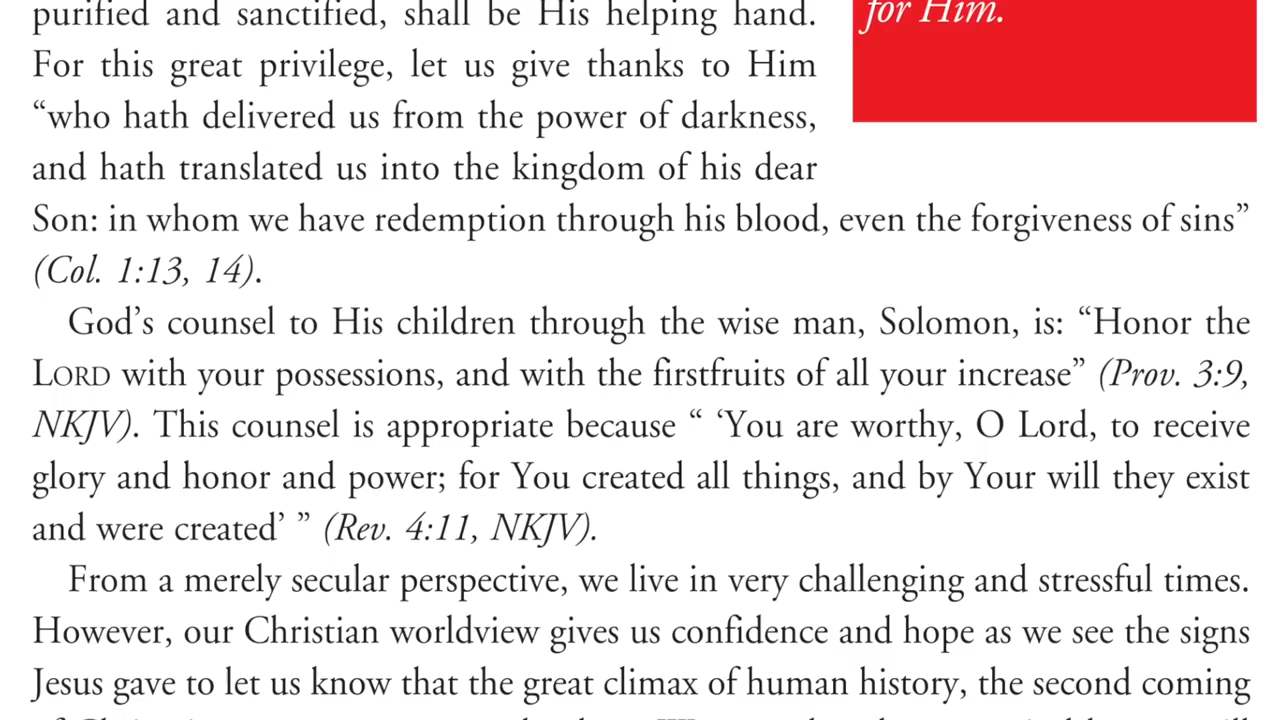 purified and sanctified, shall be His helping hand.
for Him.
For this great privilege, let us give thanks to Him
“who hath delivered us from the power of darkness,
and hath translated us into the kingdom of his dear
Son: in whom we have redemption through his blood, even the forgiveness of sins”
(Col. 1:13, 14).
God’s counsel to His children through the wise man, Solomon, is: “Honor the
LORD with your possessions, and with the firstfruits of all your increase” (Prov. 3:9,
NKJV). This counsel is appropriate because “ ‘You are worthy, O Lord, to receive
glory and honor and power; for You created all things, and by Your will they exist
and were created’ ” (Rev. 4:11, NKJV).
From a merely secular perspective, we live in very challenging and stressful times.
However, our Christian worldview gives us confidence and hope as we see the signs
Jesus gave to let us know that the great climax of human history, the second coming